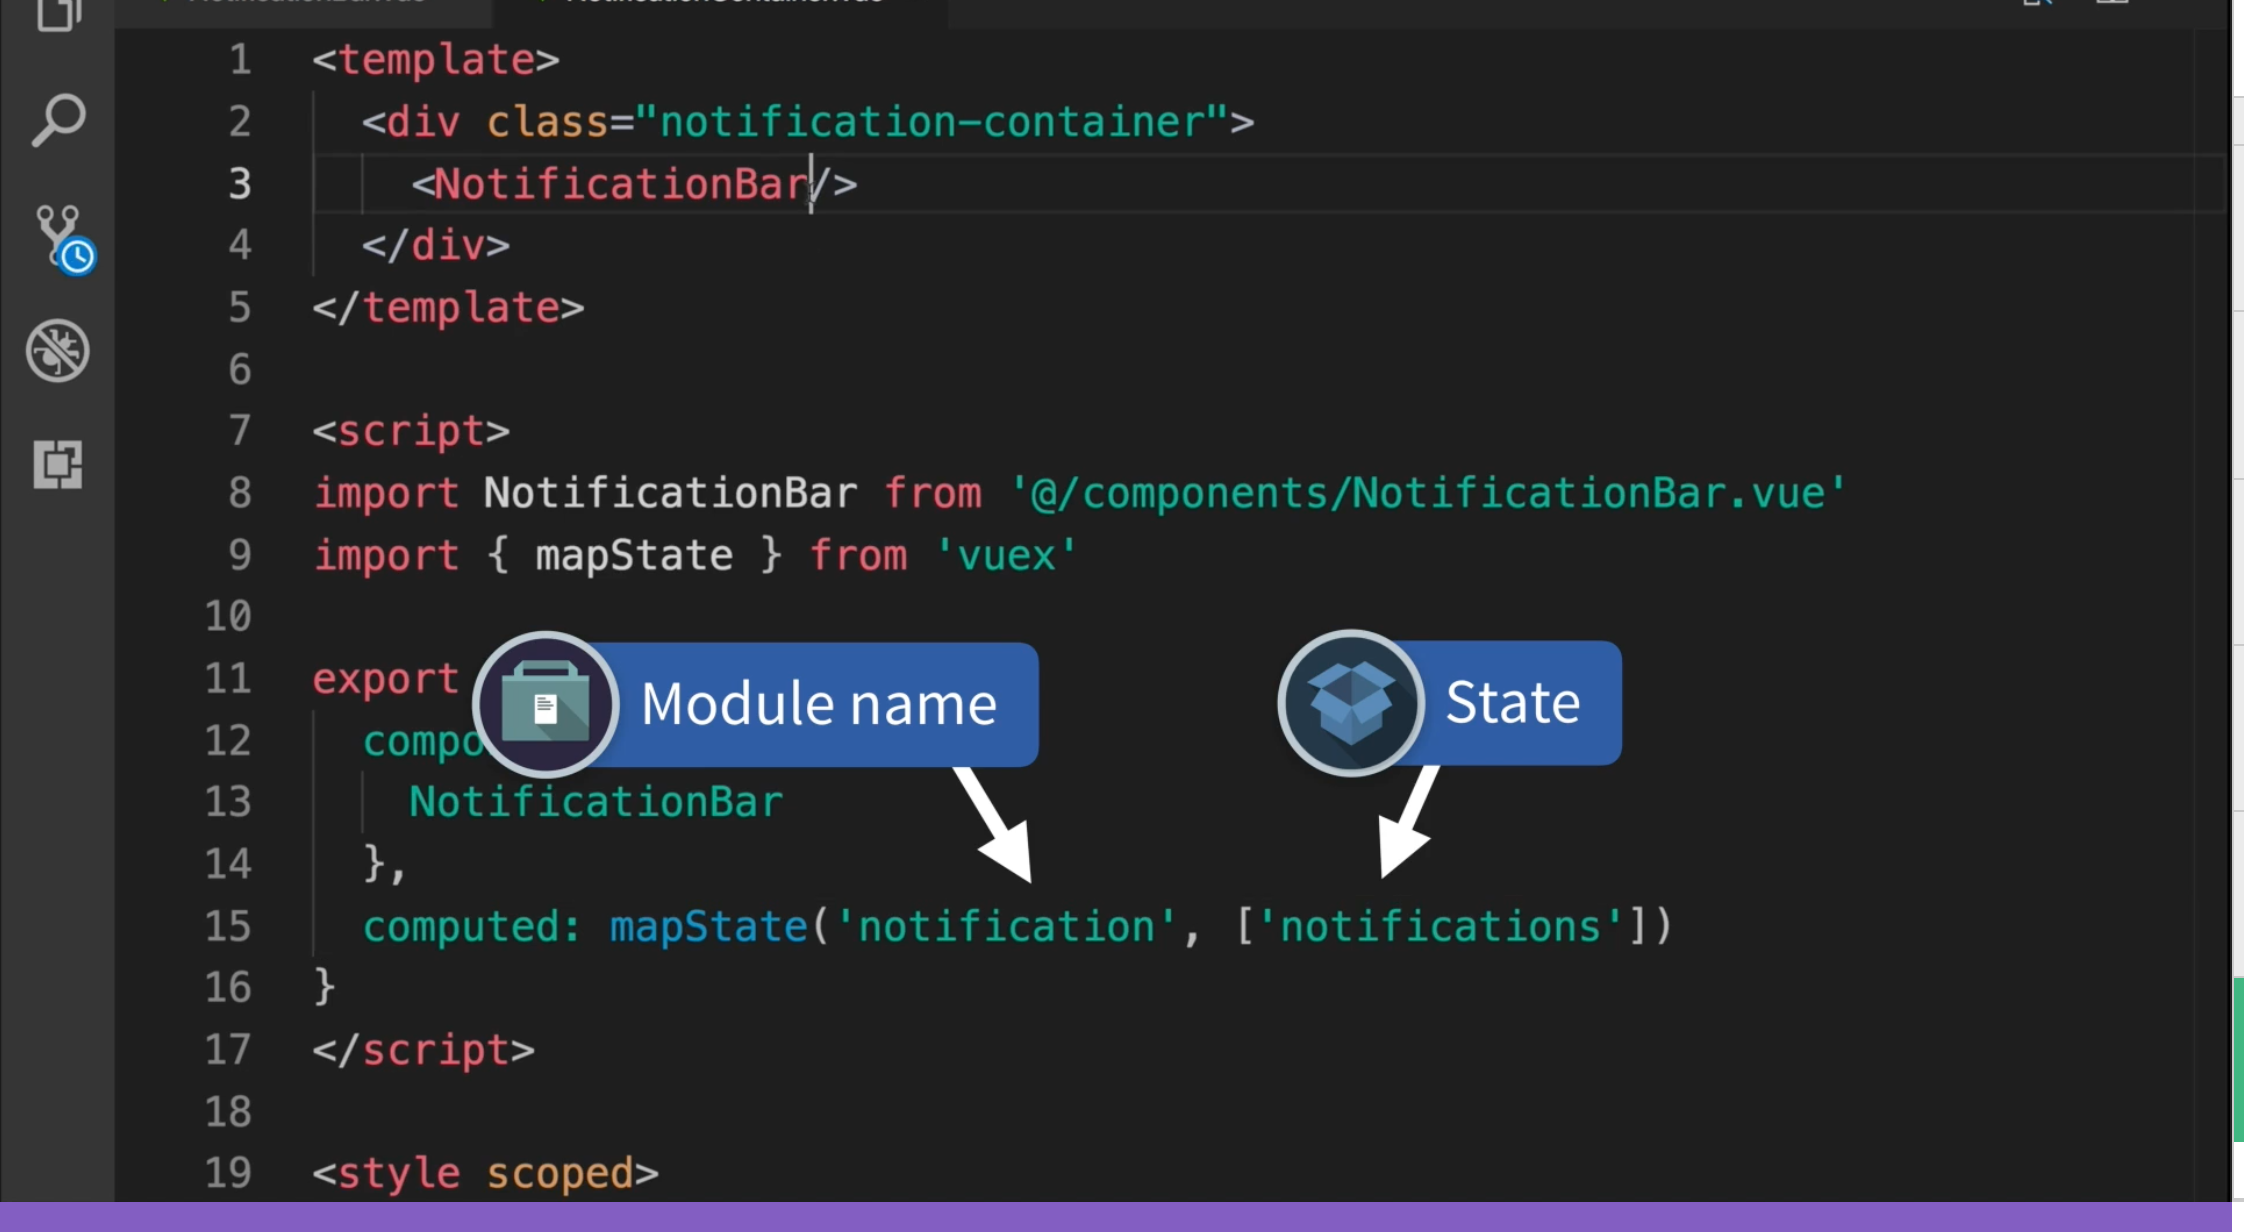 1 <template>
2 <div class="notification-container">
3 <NotificationBar/>
4 </div>
5 </template>
6
7 <script>
8 import NotificationBar from '@/components/NotificationBar.vue'
9 import { mapState } from 'vuex'
10
11 export
Module name
State
12 compo
13 NotificationBar
14 },
15 computed: mapState('notification', ['notifications'])
16 }
17 </script>
18
19 <style scoped>